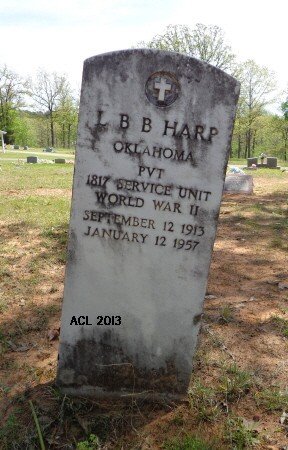 L B B HARP
OKLAHOMA
PVT
1817 SERVICE UNIT
WORLD WAR II
SEPTEMBER 12 1913
JANUARY 12 1957
ACL 2013